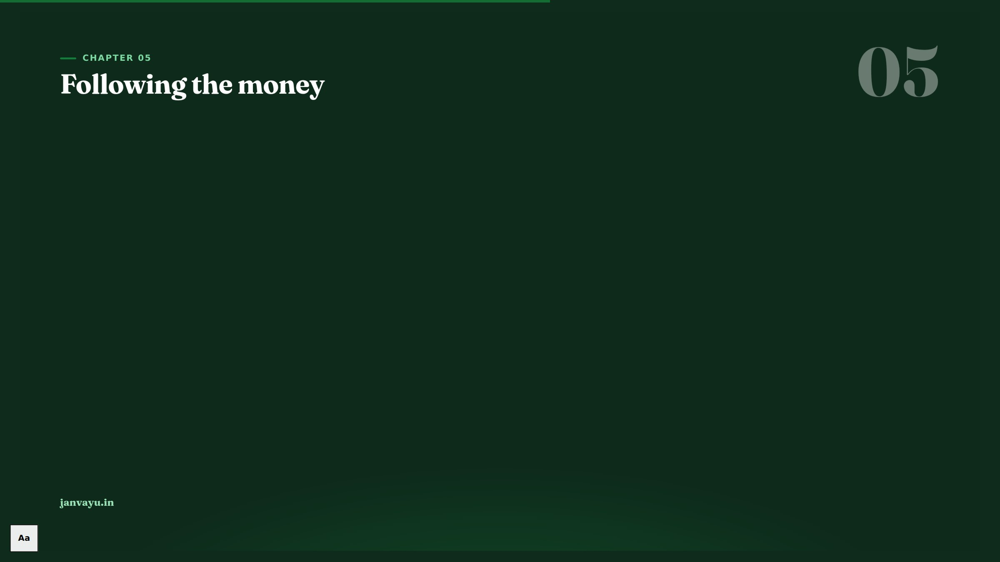 CHAPTER 05
05
Following the money
janvayu.in
Aa